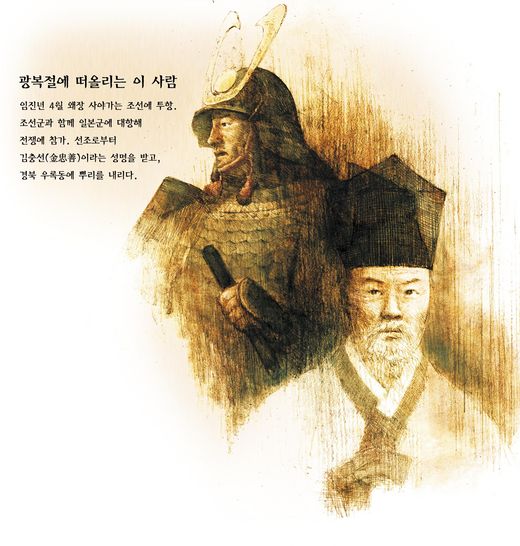 광복절에 떠올리는 이 사람
임진년 4월 왜장 사야가는 조선에 투항.
조선군과 함께 일본군에 대항해
전쟁에 참가. 선조로부터
김충선(金忠善)이라는 성명을 받고,
경북 우록동에 뿌리를 내리다.